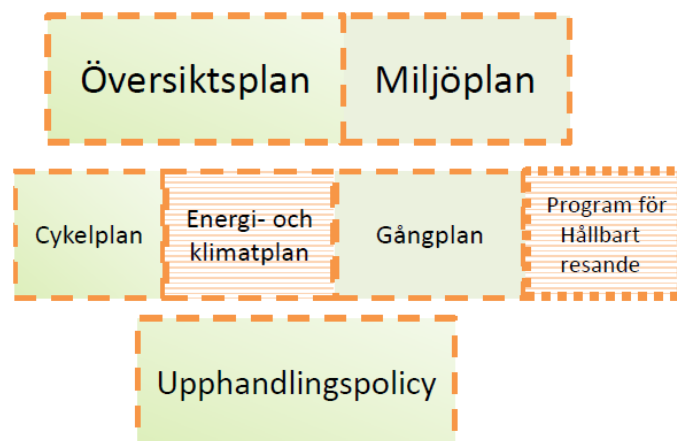 Översiktsplan
Miljöplan
Cykelplan
Energi- och
klimatplan
Gångplan
Program för
Hållbart
resande
Upphandlingspolicy